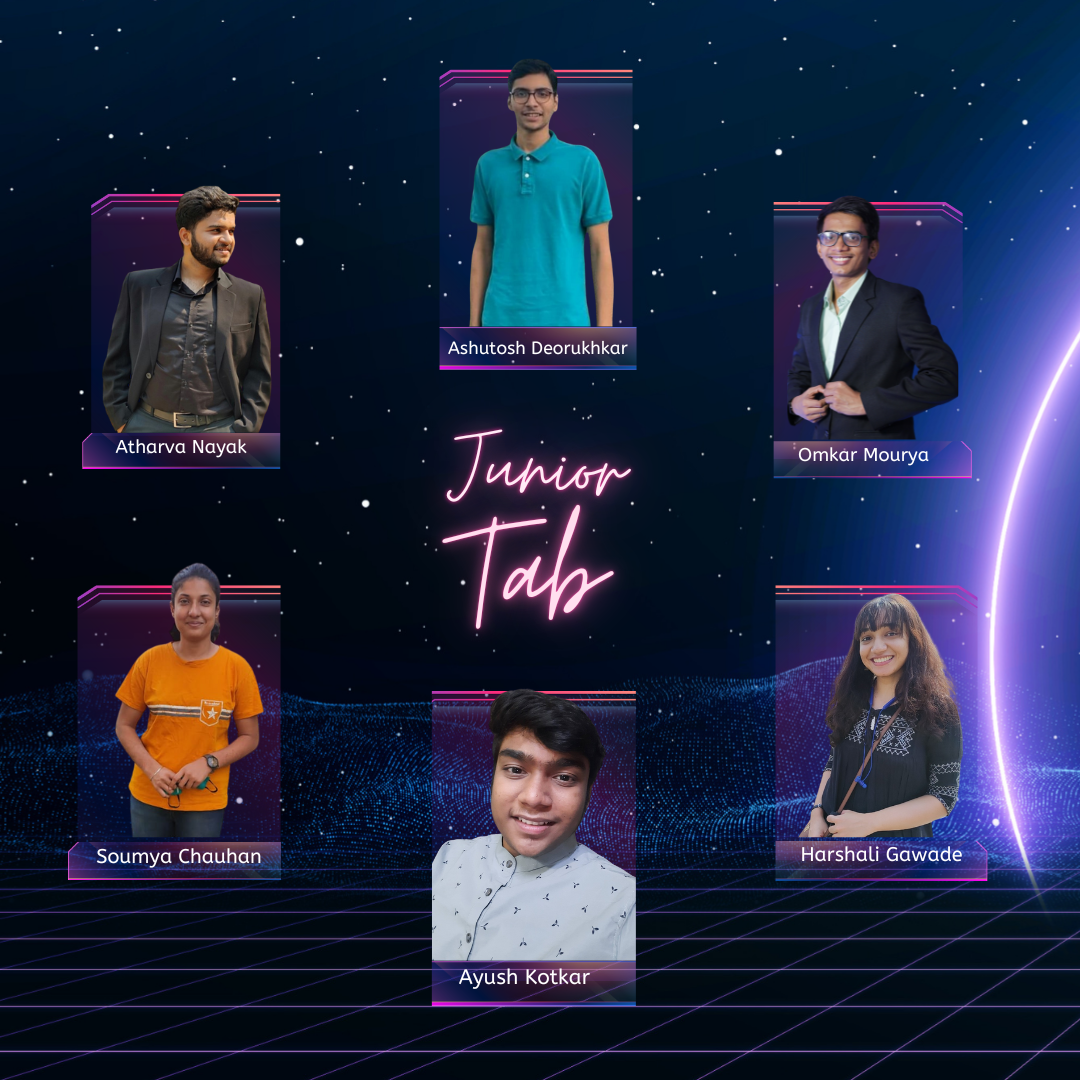 Ashutosh Deorukhkar
Atharva Nayak
Omkar Mourya
Junior
Tab
Soumya Chauhan
Harshali Gawade
Ayush Kotkar